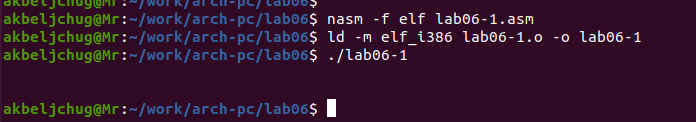 akbeljchug@Mr:~/work/arch-pc/lab06$ nasm -f elf lab06-1.asm
akbeljchug@Mr:~/work/arch-pc/lab06$ ld -m elf_i386 lab06-1.o -o lab06-1
akbeljchug@Mr:~/work/arch-pc/lab06$ ./lab06-1
akbeljchug@Mr:~/work/arch-pc/lab06$